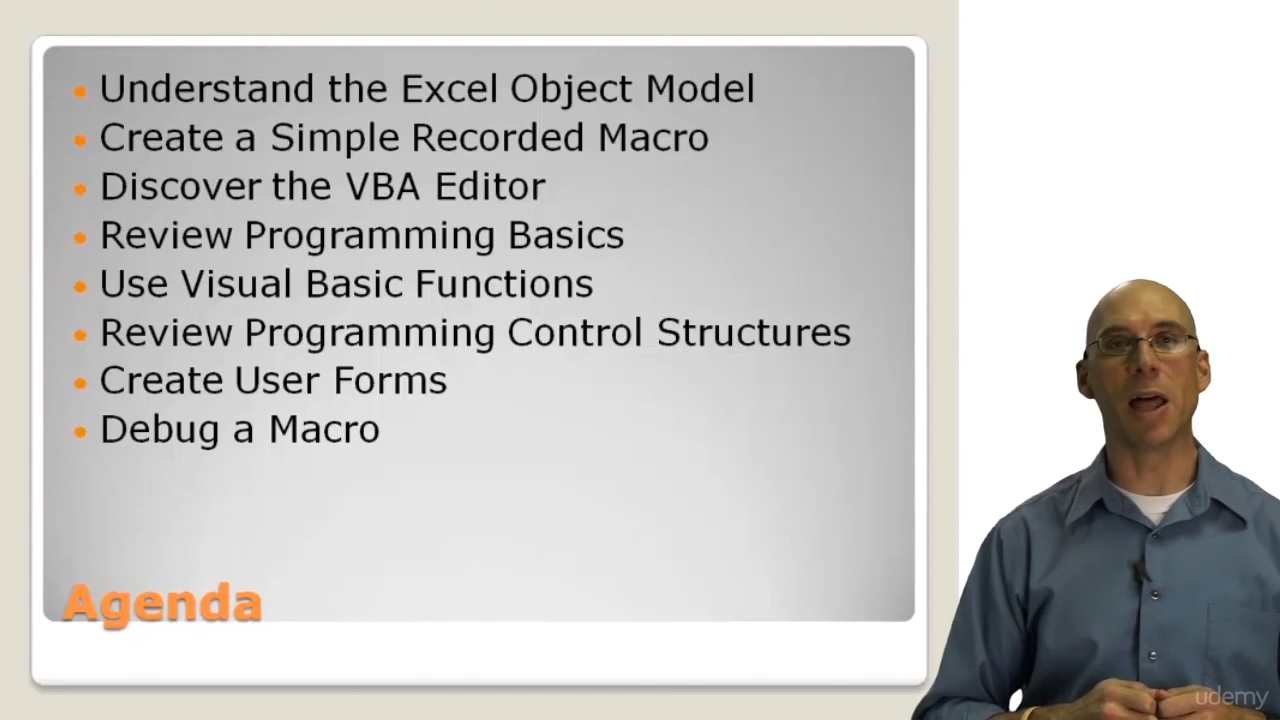 Understand the Excel Object Model
Create a Simple Recorded Macro
Discover the VBA Editor
Review Programming Basics
Use Visual Basic Functions
Review Programming Control Structures
Create User Forms
Debug a Macro
Agenda
udemy